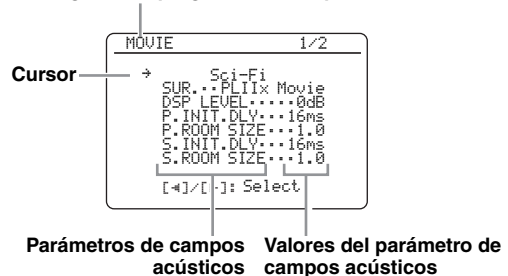 MOVIE 1/2
Cursor
→ Sci-Fi
SUR.··PLIIx Movie
DSP LEVEL·····0dB
P.INIT.DLY···16ms
P.ROOM SIZE···1.0
S.INIT.DLY···16ms
S.ROOM SIZE···1.0
[◄]/[►]: Select
Parámetros de campos acústicos
Valores del parámetro de campos acústicos